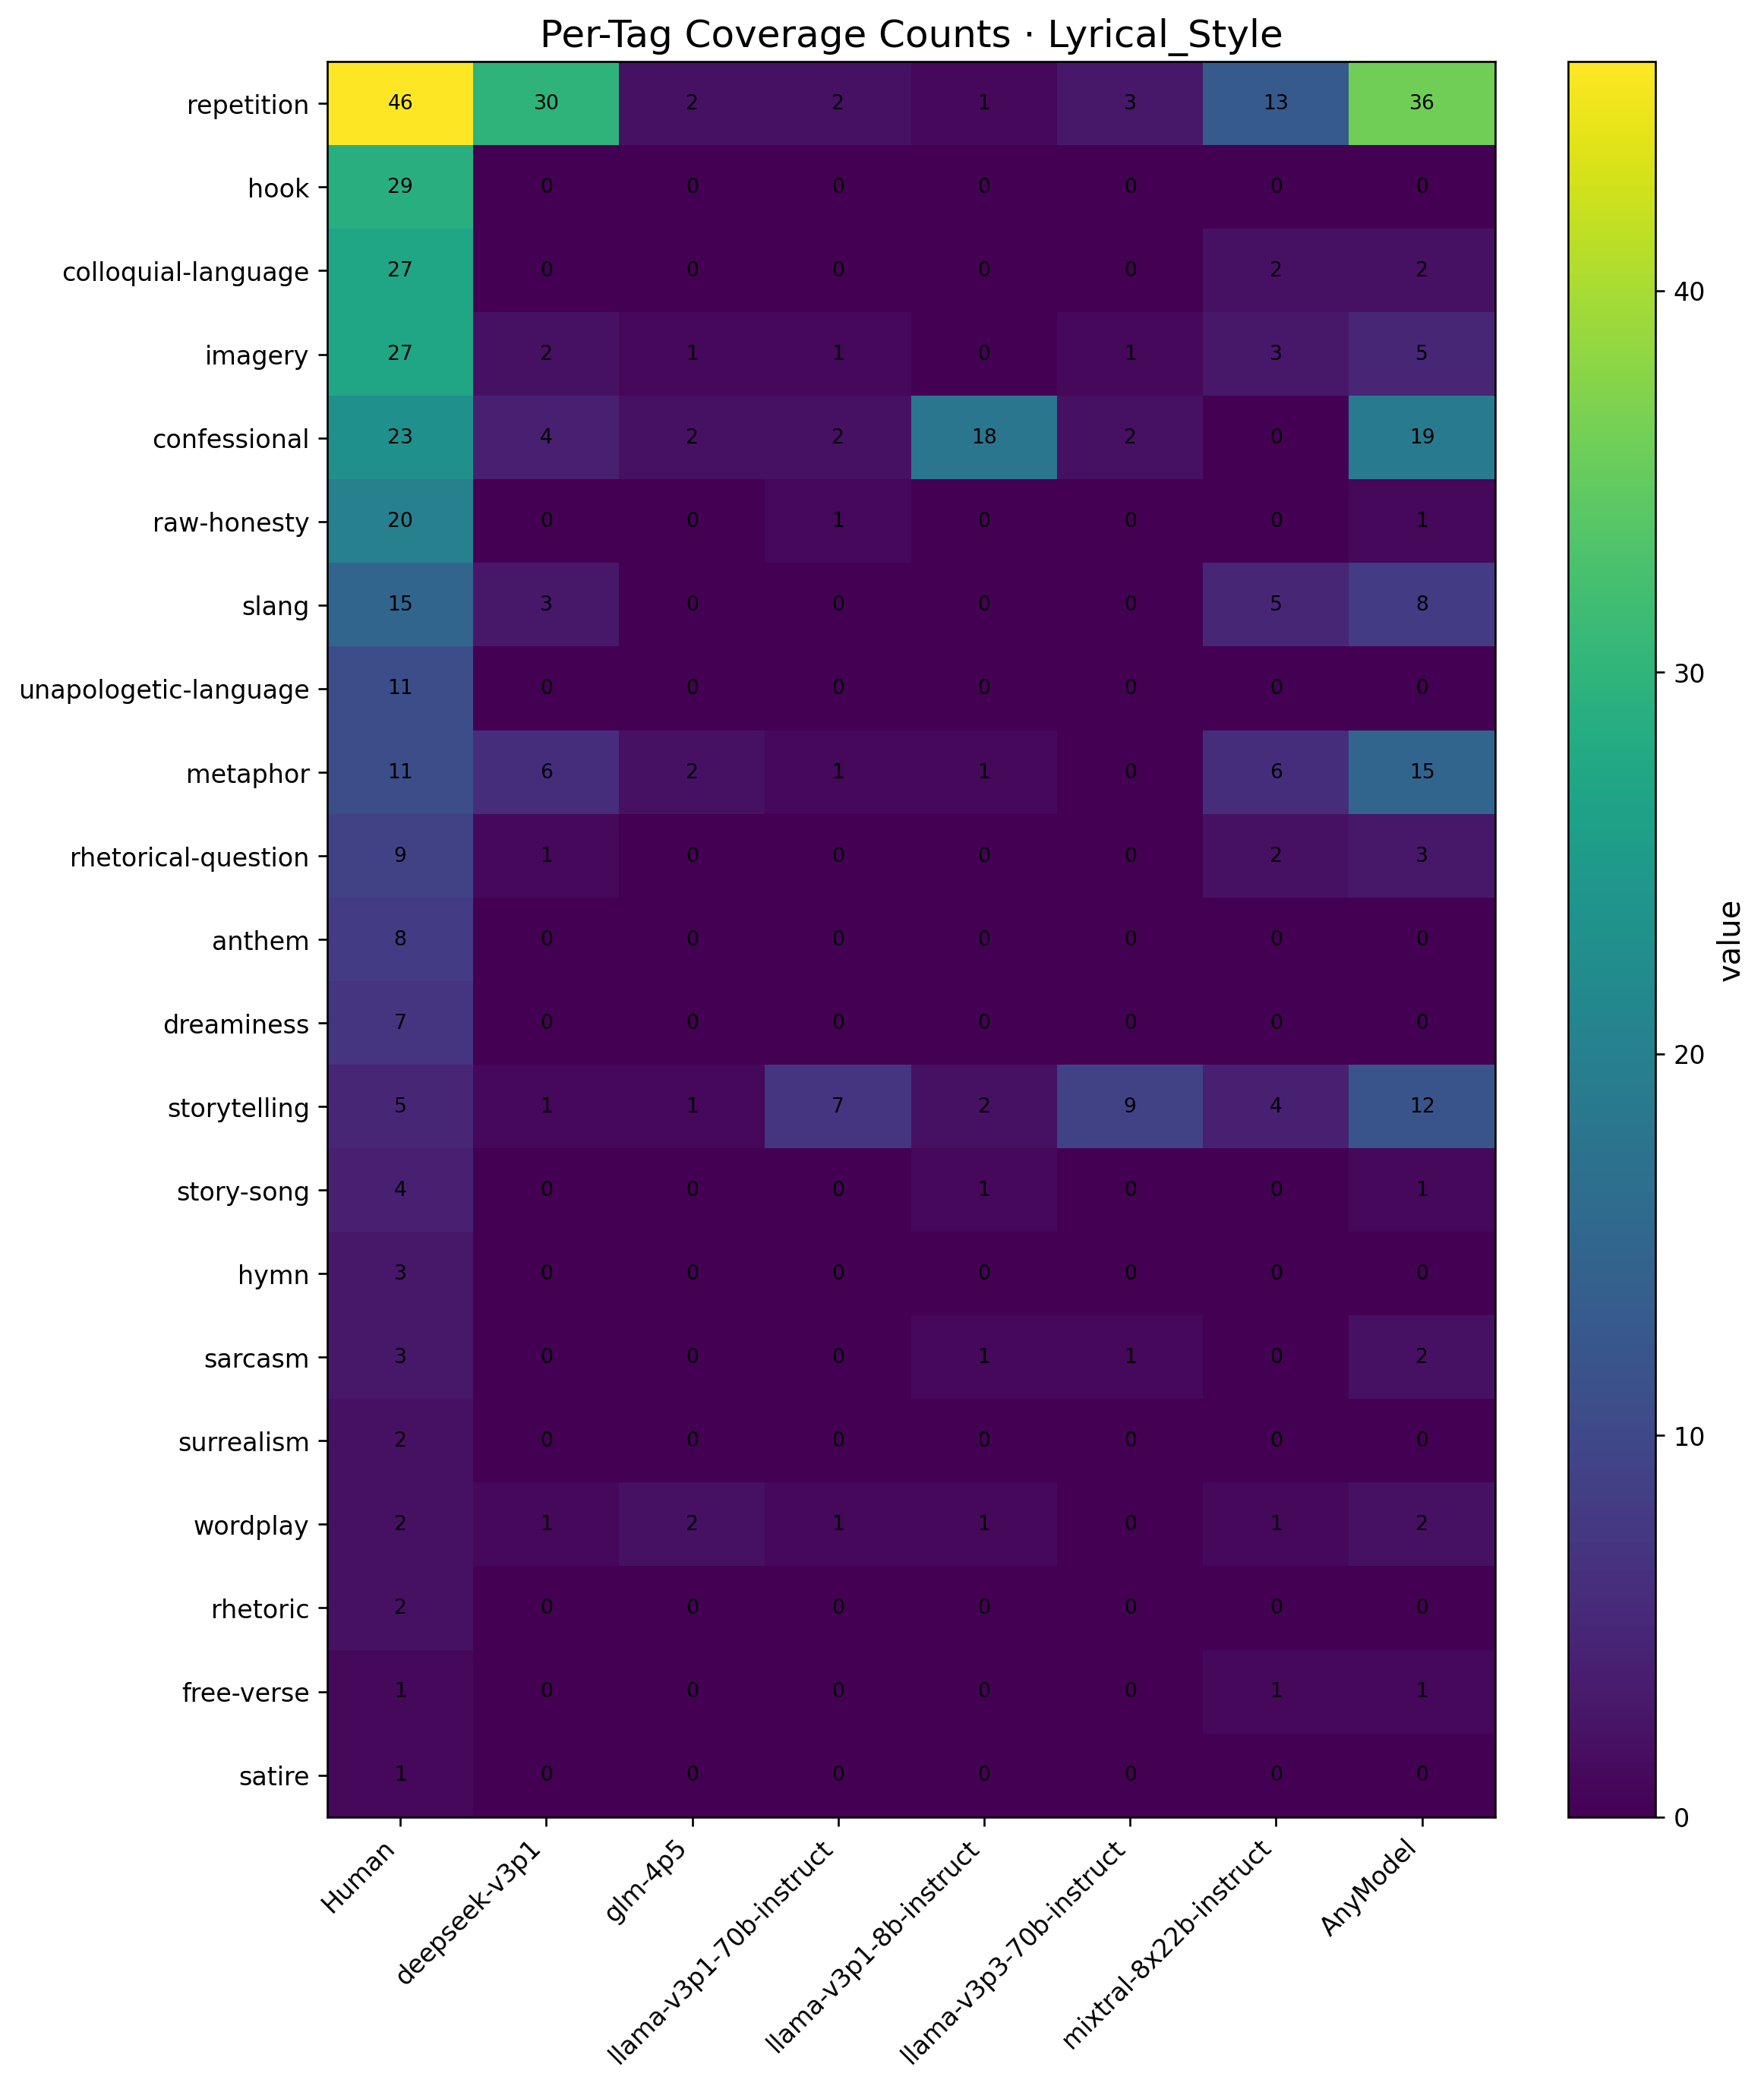 Per-Tag Coverage Counts · Lyrical_Style
repetition 46 30 2 2 1 3 13 36
hook 29 0 0 0 0 0 0 0
colloquial-language 27 0 0 0 0 0 2 2
imagery 27 2 1 1 0 1 3 5
confessional 23 4 2 2 18 2 0 19
raw-honesty 20 0 0 1 0 0 0 1
slang 15 3 0 0 0 0 5 8
unapologetic-language 11 0 0 0 0 0 0 0
metaphor 11 6 2 1 1 0 6 15
rhetorical-question 9 1 0 0 0 0 2 3
anthem 8 0 0 0 0 0 0 0
dreaminess 7 0 0 0 0 0 0 0
storytelling 5 1 1 7 2 9 4 12
story-song 4 0 0 0 1 0 0 1
hymn 3 0 0 0 0 0 0 0
sarcasm 3 0 0 0 1 1 0 2
surrealism 2 0 0 0 0 0 0 0
wordplay 2 1 2 1 1 0 1 2
rhetoric 2 0 0 0 0 0 0 0
free-verse 1 0 0 0 0 0 1 1
satire 1 0 0 0 0 0 0 0
Human
deepseek-v3p1
glm-4p5
llama-v3p1-70b-instruct
llama-v3p1-8b-instruct
llama-v3p3-70b-instruct
mixtral-8x22b-instruct
AnyModel
40
30
20
10
0
value